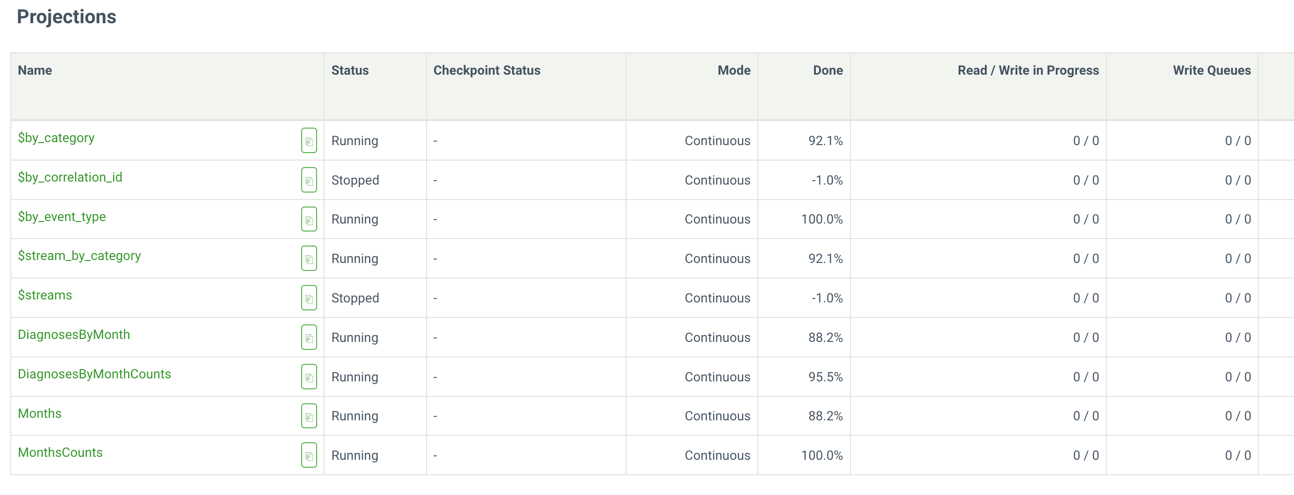 Projections
Name Status Checkpoint Status Mode Done Read / Write in Progress Write Queues
$by_category Running - Continuous 92.1% 0 / 0 0 / 0
$by_correlation_id Stopped - Continuous -1.0% 0 / 0 0 / 0
$by_event_type Running - Continuous 100.0% 0 / 0 0 / 0
$stream_by_category Running - Continuous 92.1% 0 / 0 0 / 0
$streams Stopped - Continuous -1.0% 0 / 0 0 / 0
DiagnosesByMonth Running - Continuous 88.2% 0 / 0 0 / 0
DiagnosesByMonthCounts Running - Continuous 95.5% 0 / 0 0 / 0
Months Running - Continuous 88.2% 0 / 0 0 / 0
MonthsCounts Running - Continuous 100.0% 0 / 0 0 / 0